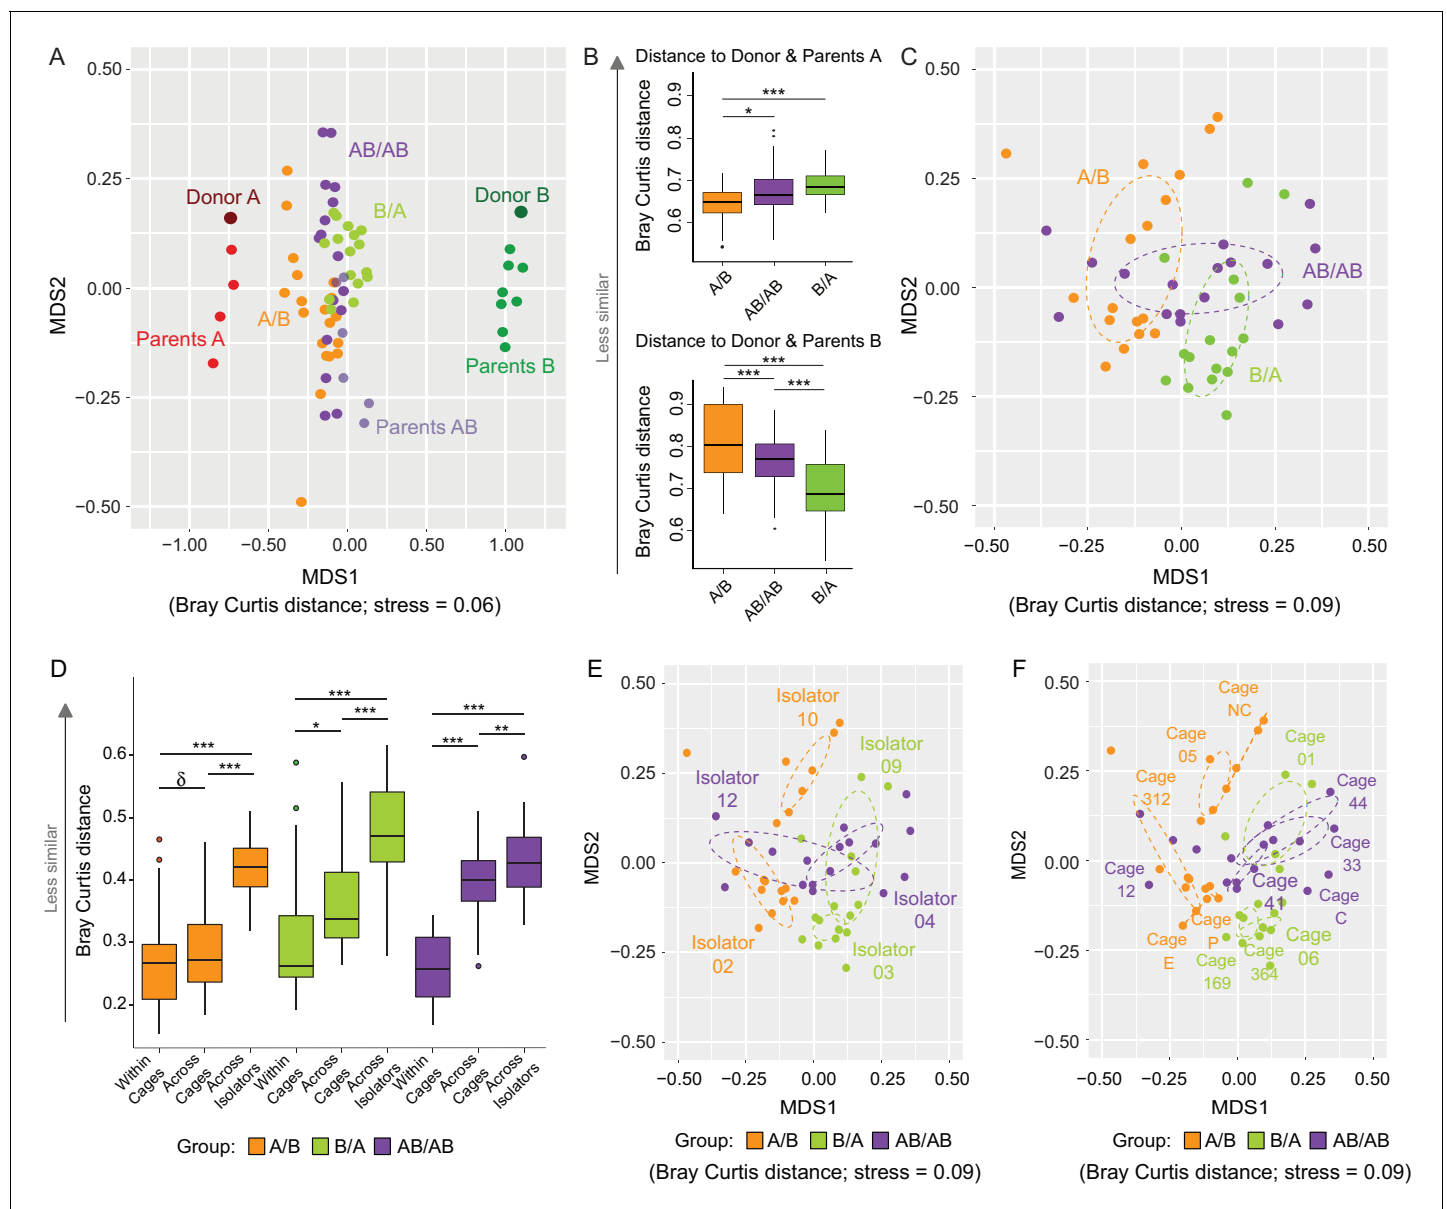 A
0.50
0.25
0.00
−0.25
−0.50
MDS2
Donor A
Parents A
A/B
AB/AB
B/A
Donor B
Parents B
Parents AB
−1.00
−0.50
0.00
0.50
1.00
MDS1
(Bray Curtis distance; stress = 0.06)
B
Less similar
Distance to Donor & Parents A
Bray Curtis distance
0.9
0.8
0.7
0.6
***
*
A/B
AB/AB
B/A
Distance to Donor & Parents B
Bray Curtis distance
0.9
0.8
0.7
0.6
***
***
***
A/B
AB/AB
B/A
C
0.50
0.25
0.00
−0.25
−0.50
MDS2
A/B
AB/AB
B/A
−0.50
−0.25
0.00
0.25
0.50
MDS1
(Bray Curtis distance; stress = 0.09)
D
Less similar
Bray Curtis distance
0.6
0.5
0.4
0.3
0.2
***
δ
***
***
*
***
***
***
**
Within
Cages
Across
Cages
Across
Isolators
Within
Cages
Across
Cages
Across
Isolators
Within
Cages
Across
Cages
Across
Isolators
Group: A/B B/A AB/AB
E
0.50
0.25
0.00
−0.25
−0.50
MDS2
Isolator
10
Isolator
09
Isolator
12
Isolator
04
Isolator
02
Isolator
03
−0.50
−0.25
0.00
0.25
0.50
MDS1
Group: A/B B/A AB/AB
(Bray Curtis distance; stress = 0.09)
F
0.50
0.25
0.00
−0.25
−0.50
MDS2
Cage
NC
Cage
05
Cage
01
Cage
312
Cage
44
Cage
33
Cage
12
Cage
41
Cage
C
Cage
P
Cage
E
Cage
169
Cage
364
Cage
06
−0.50
−0.25
0.00
0.25
0.50
MDS1
Group: A/B B/A AB/AB
(Bray Curtis distance; stress = 0.09)